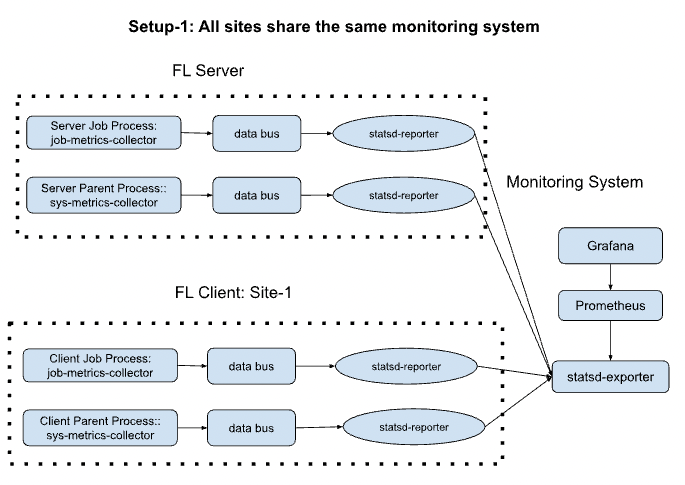 Setup-1: All sites share the same monitoring system
FL Server
Server Job Process:
job-metrics-collector
data bus
statsd-reporter
Server Parent Process::
sys-metrics-collector
data bus
statsd-reporter
Monitoring System
Grafana
Prometheus
statsd-exporter
FL Client: Site-1
Client Job Process:
job-metrics-collector
data bus
statsd-reporter
Client Parent Process::
sys-metrics-collector
data bus
statsd-reporter